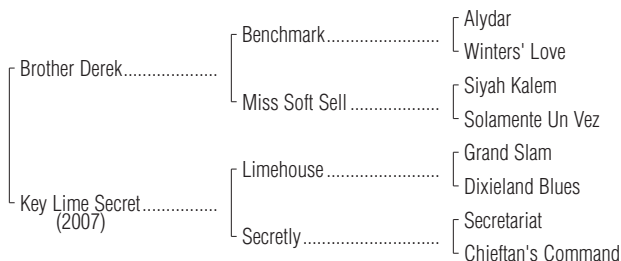 Alydar
Benchmark........................
Winters' Love
Brother Derek....................
Siyah Kalem
Miss Soft Sell ...................
Solamente Un Vez
Grand Slam
Limehouse ........................
Dixieland Blues
Key Lime Secret................
(2007)
Secretariat
Secretly.............................
Chieftan's Command